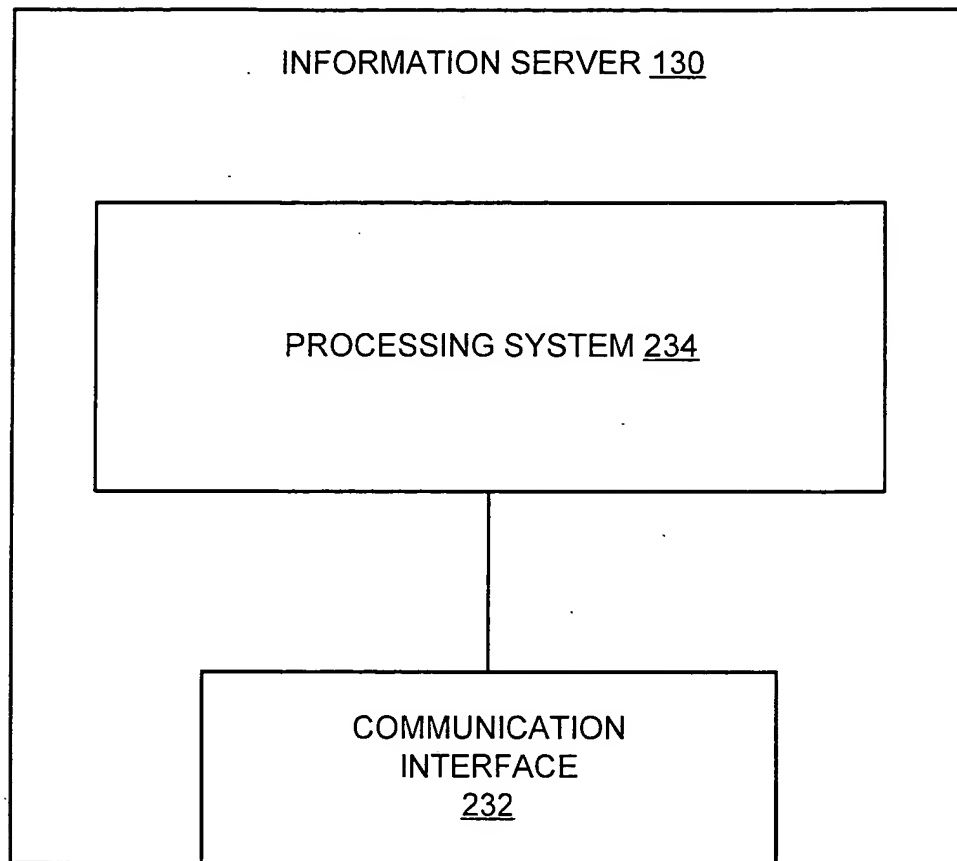 INFORMATION SERVER 130
PROCESSING SYSTEM 234
COMMUNICATION
INTERFACE
232